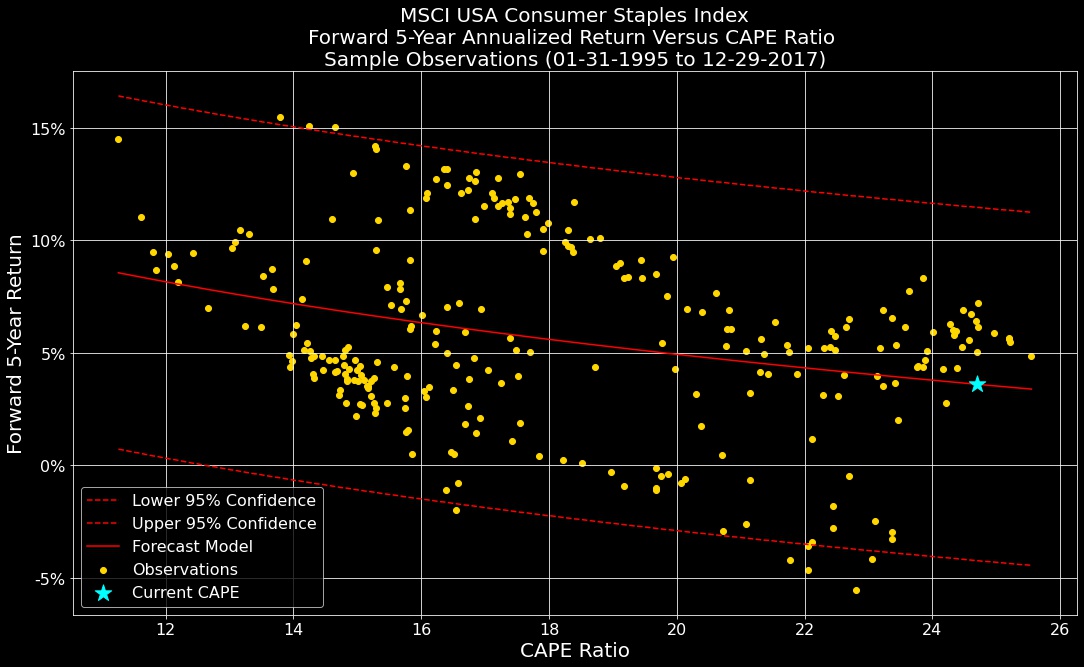 MSCI USA Consumer Staples Index
Forward 5-Year Annualized Return Versus CAPE Ratio
Sample Observations (01-31-1995 to 12-29-2017)
Forward 5-Year Return
15%
10%
5%
0%
-5%
Lower 95% Confidence
Upper 95% Confidence
Forecast Model
Observations
Current CAPE
12 14 16 18 20 22 24 26
CAPE Ratio